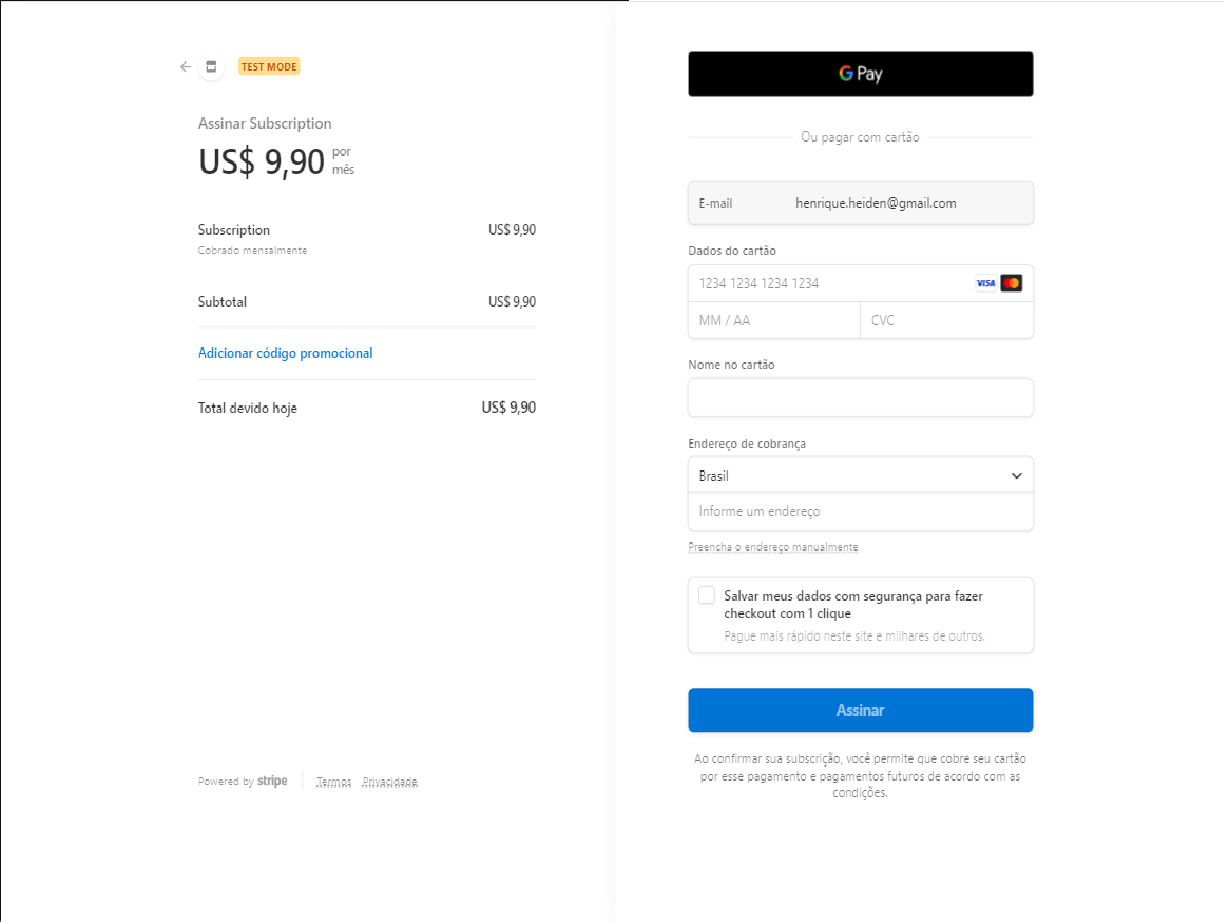 TEST MODE
Assinar Subscription
US$ 9,90 por
mês
Subscription US$ 9,90
Cobrado mensalmente
Subtotal US$ 9,90
Adicionar código promocional
Total devido hoje US$ 9,90
Powered by stripe Termos Privacidade
G Pay
Ou pagar com cartão
E-mail henrique.heiden@gmail.com
Dados do cartão
1234 1234 1234 1234 VISA
MM / AA CVC
Nome no cartão
Endereço de cobrança
Brasil
Informe um endereço
Preencha o endereço manualmente
Salvar meus dados com segurança para fazer
checkout com 1 clique
Pague mais rápido neste site e milhares de outros.
Assinar
Ao confirmar sua subscrição, você permite que cobre seu cartão
por esse pagamento e pagamentos futuros de acordo com as
condições.